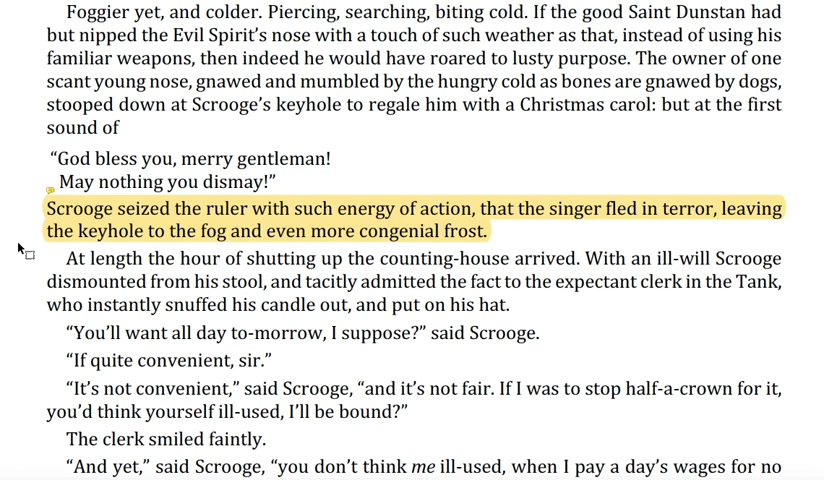 Foggier yet, and colder. Piercing, searching, biting cold. If the good Saint Dunstan had
but nipped the Evil Spirit’s nose with a touch of such weather as that, instead of using his
familiar weapons, then indeed he would have roared to lusty purpose. The owner of one
scant young nose, gnawed and mumbled by the hungry cold as bones are gnawed by dogs,
stooped down at Scrooge’s keyhole to regale him with a Christmas carol: but at the first
sound of
“God bless you, merry gentleman!
May nothing you dismay!”
Scrooge seized the ruler with such energy of action, that the singer fled in terror, leaving
the keyhole to the fog and even more congenial frost.
At length the hour of shutting up the counting-house arrived. With an ill-will Scrooge
dismounted from his stool, and tacitly admitted the fact to the expectant clerk in the Tank,
who instantly snuffed his candle out, and put on his hat.
“You’ll want all day to-morrow, I suppose?” said Scrooge.
“If quite convenient, sir.”
“It’s not convenient,” said Scrooge, “and it’s not fair. If I was to stop half-a-crown for it,
you’d think yourself ill-used, I’ll be bound?”
The clerk smiled faintly.
“And yet,” said Scrooge, “you don’t think me ill-used, when I pay a day’s wages for no